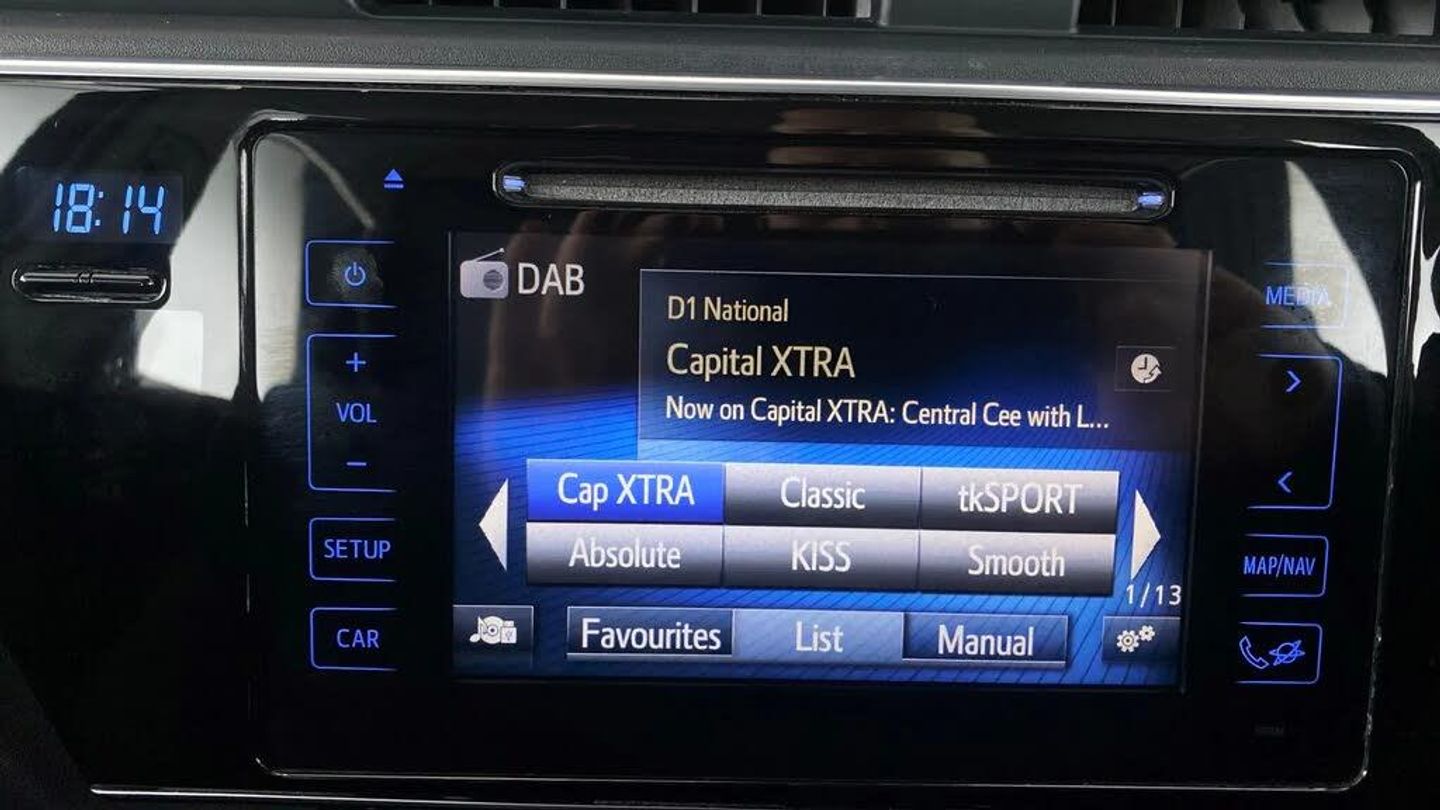 18:14
DAB
D1 National
Capital XTRA
Now on Capital XTRA: Central Cee with L...
Cap XTRA
Classic
tkSPORT
Absolute
KISS
Smooth
1/13
Favourites
List
Manual
+
VOL
−
SETUP
CAR
MEDIA
>
<
MAP/NAV